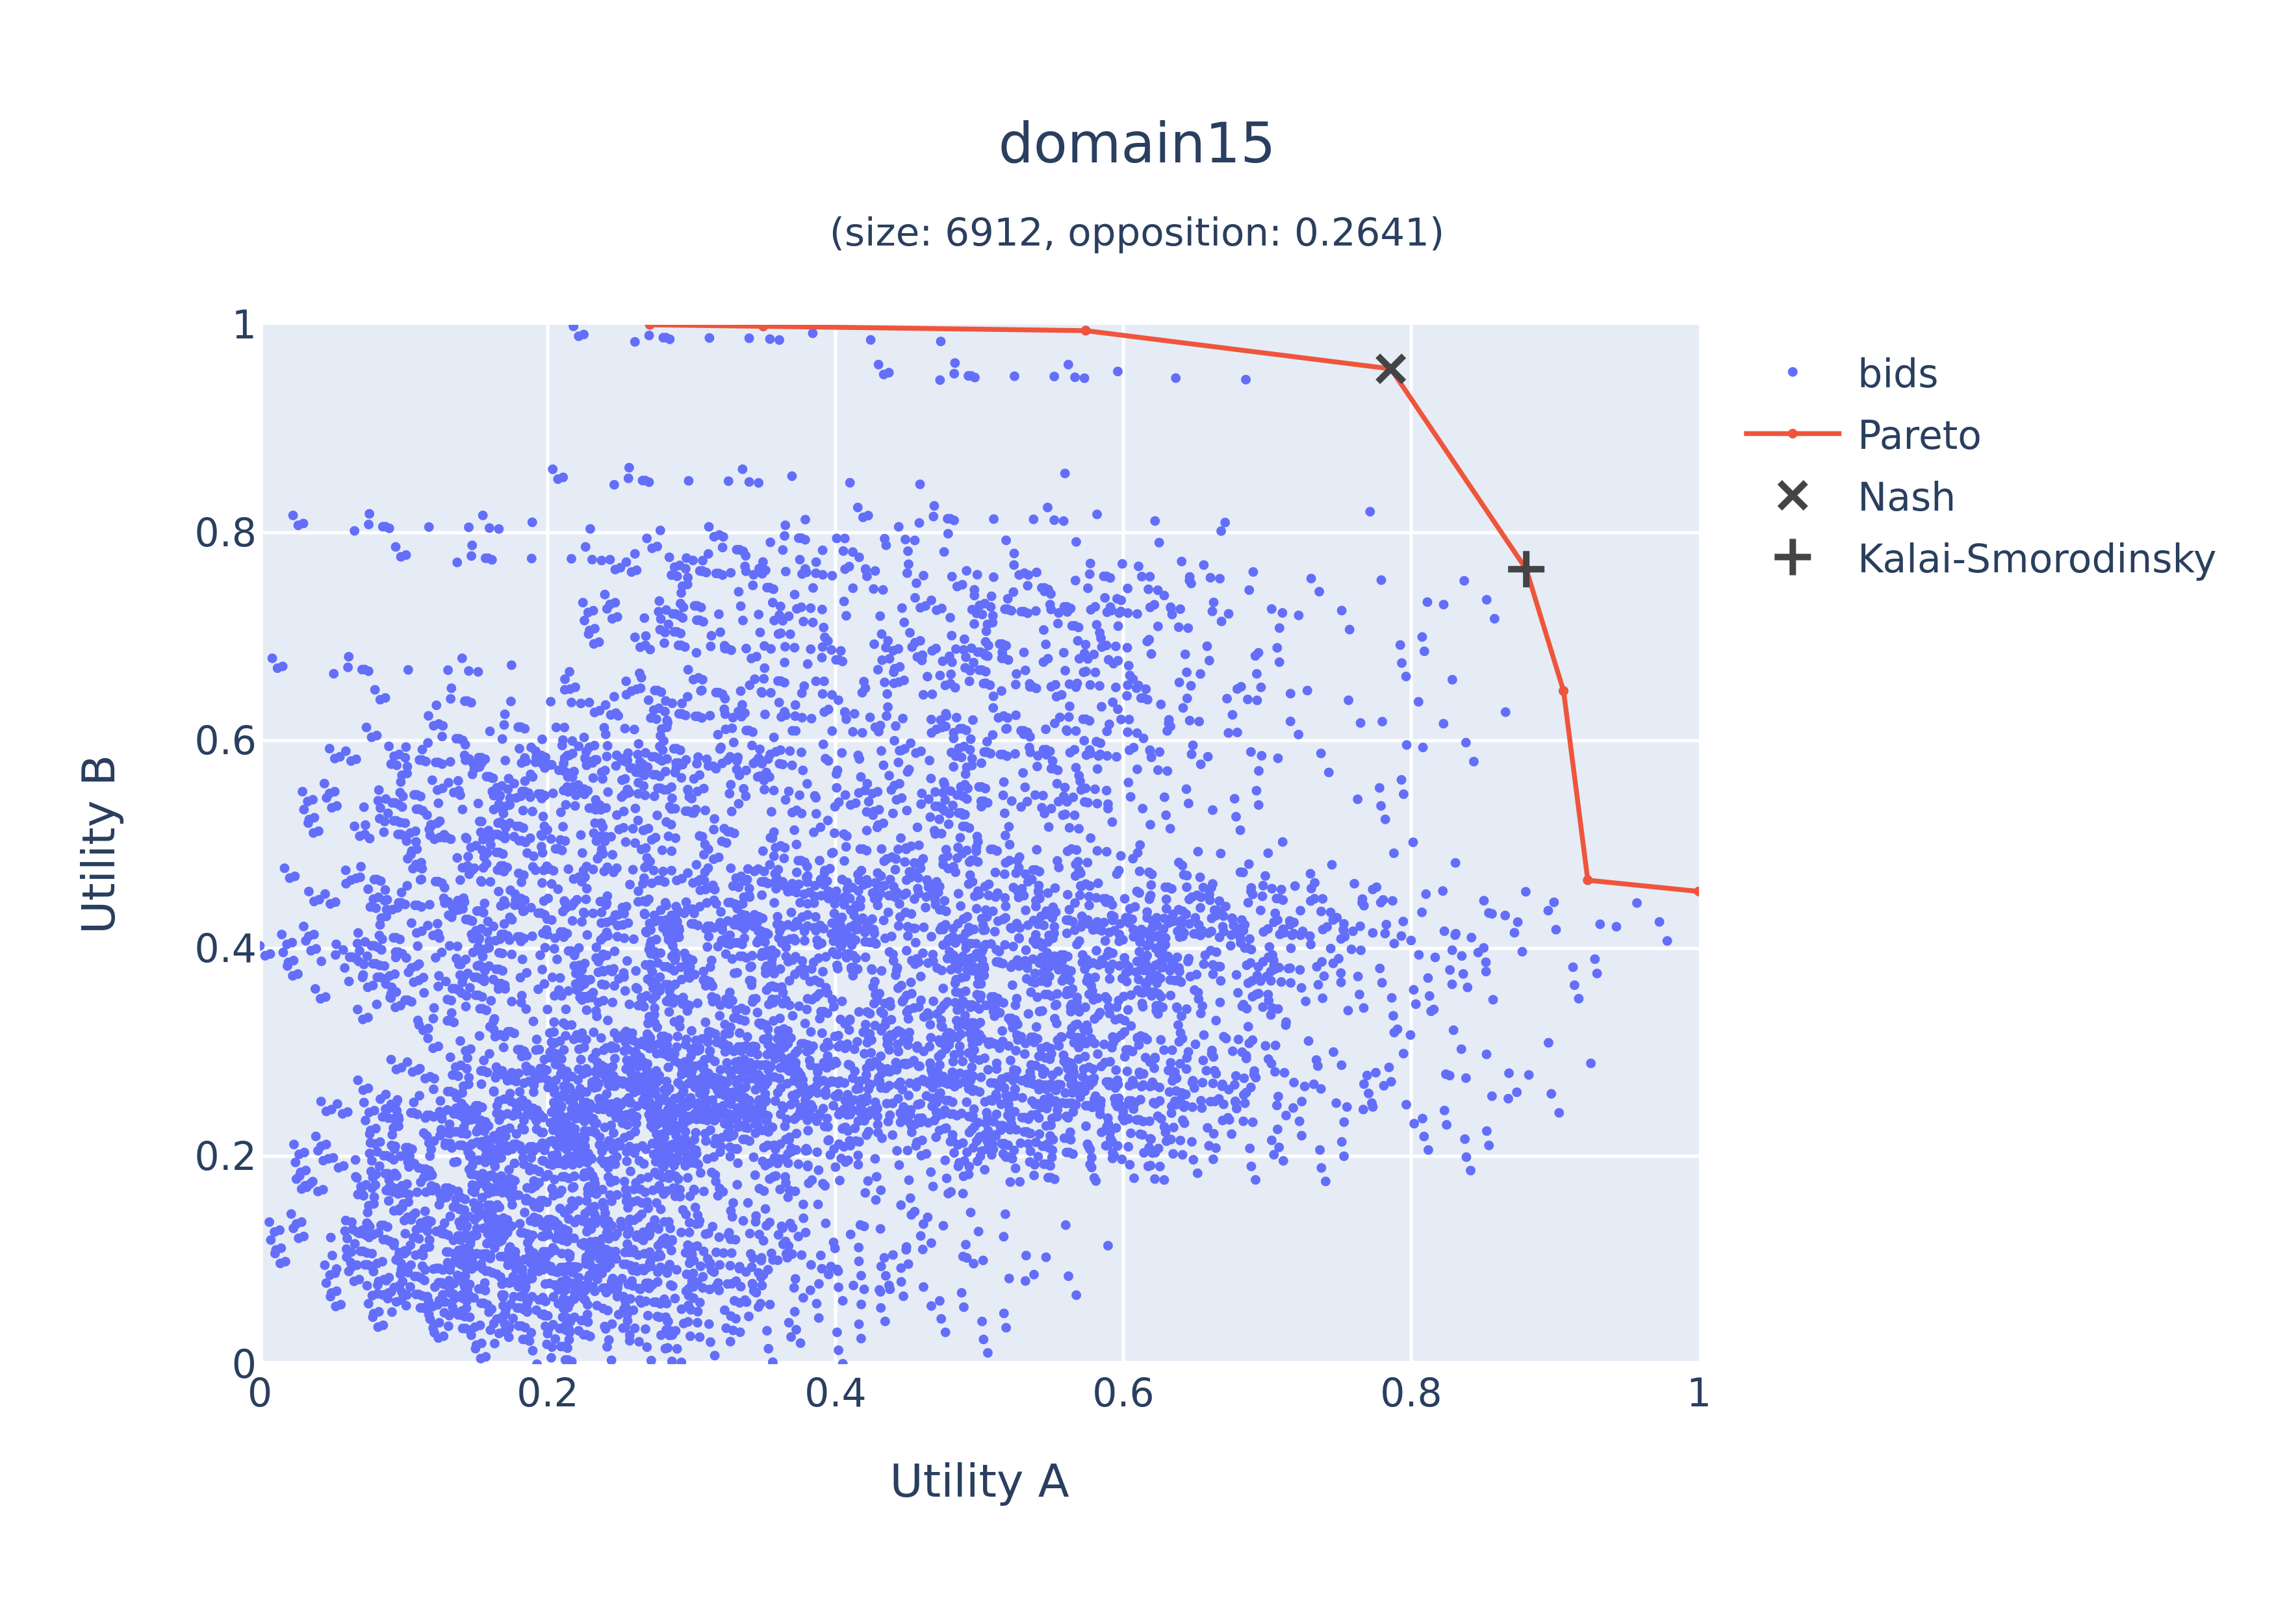 domain15
(size: 6912, opposition: 0.2641)
1
0.8
0.6
0.4
0.2
0
0 0.2 0.4 0.6 0.8 1
Utility A
Utility B
bids
Pareto
Nash
Kalai-Smorodinsky